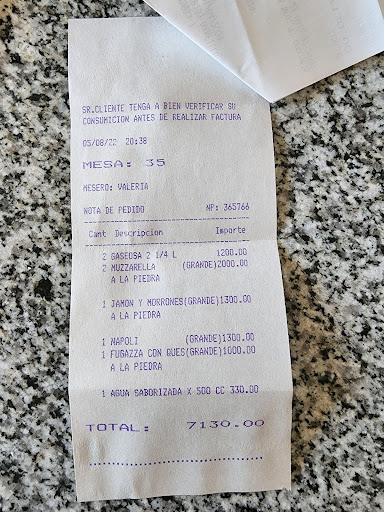 SR.CLIENTE TENGA A BIEN VERIFICAR SU
CONSUMICION ANTES DE REALIZAR FACTURA
05/08/22 20:38
MESA: 35
MESERO: VALERIA
NOTA DE PEDIDO NP: 365766
Cant Descripcion Importe
2 GASEOSA 2 1/4 L 1200.00
2 MUZZARELLA (GRANDE)2000.00
A LA PIEDRA
1 JAMON Y MORRONES(GRANDE)1300.00
A LA PIEDRA
1 NAPOLI (GRANDE)1300.00
1 FUGAZZA CON QUES(GRANDE)1000.00
A LA PIEDRA
1 AGUA SABORIZADA X 500 CC 330.00
TOTAL: 7130.00